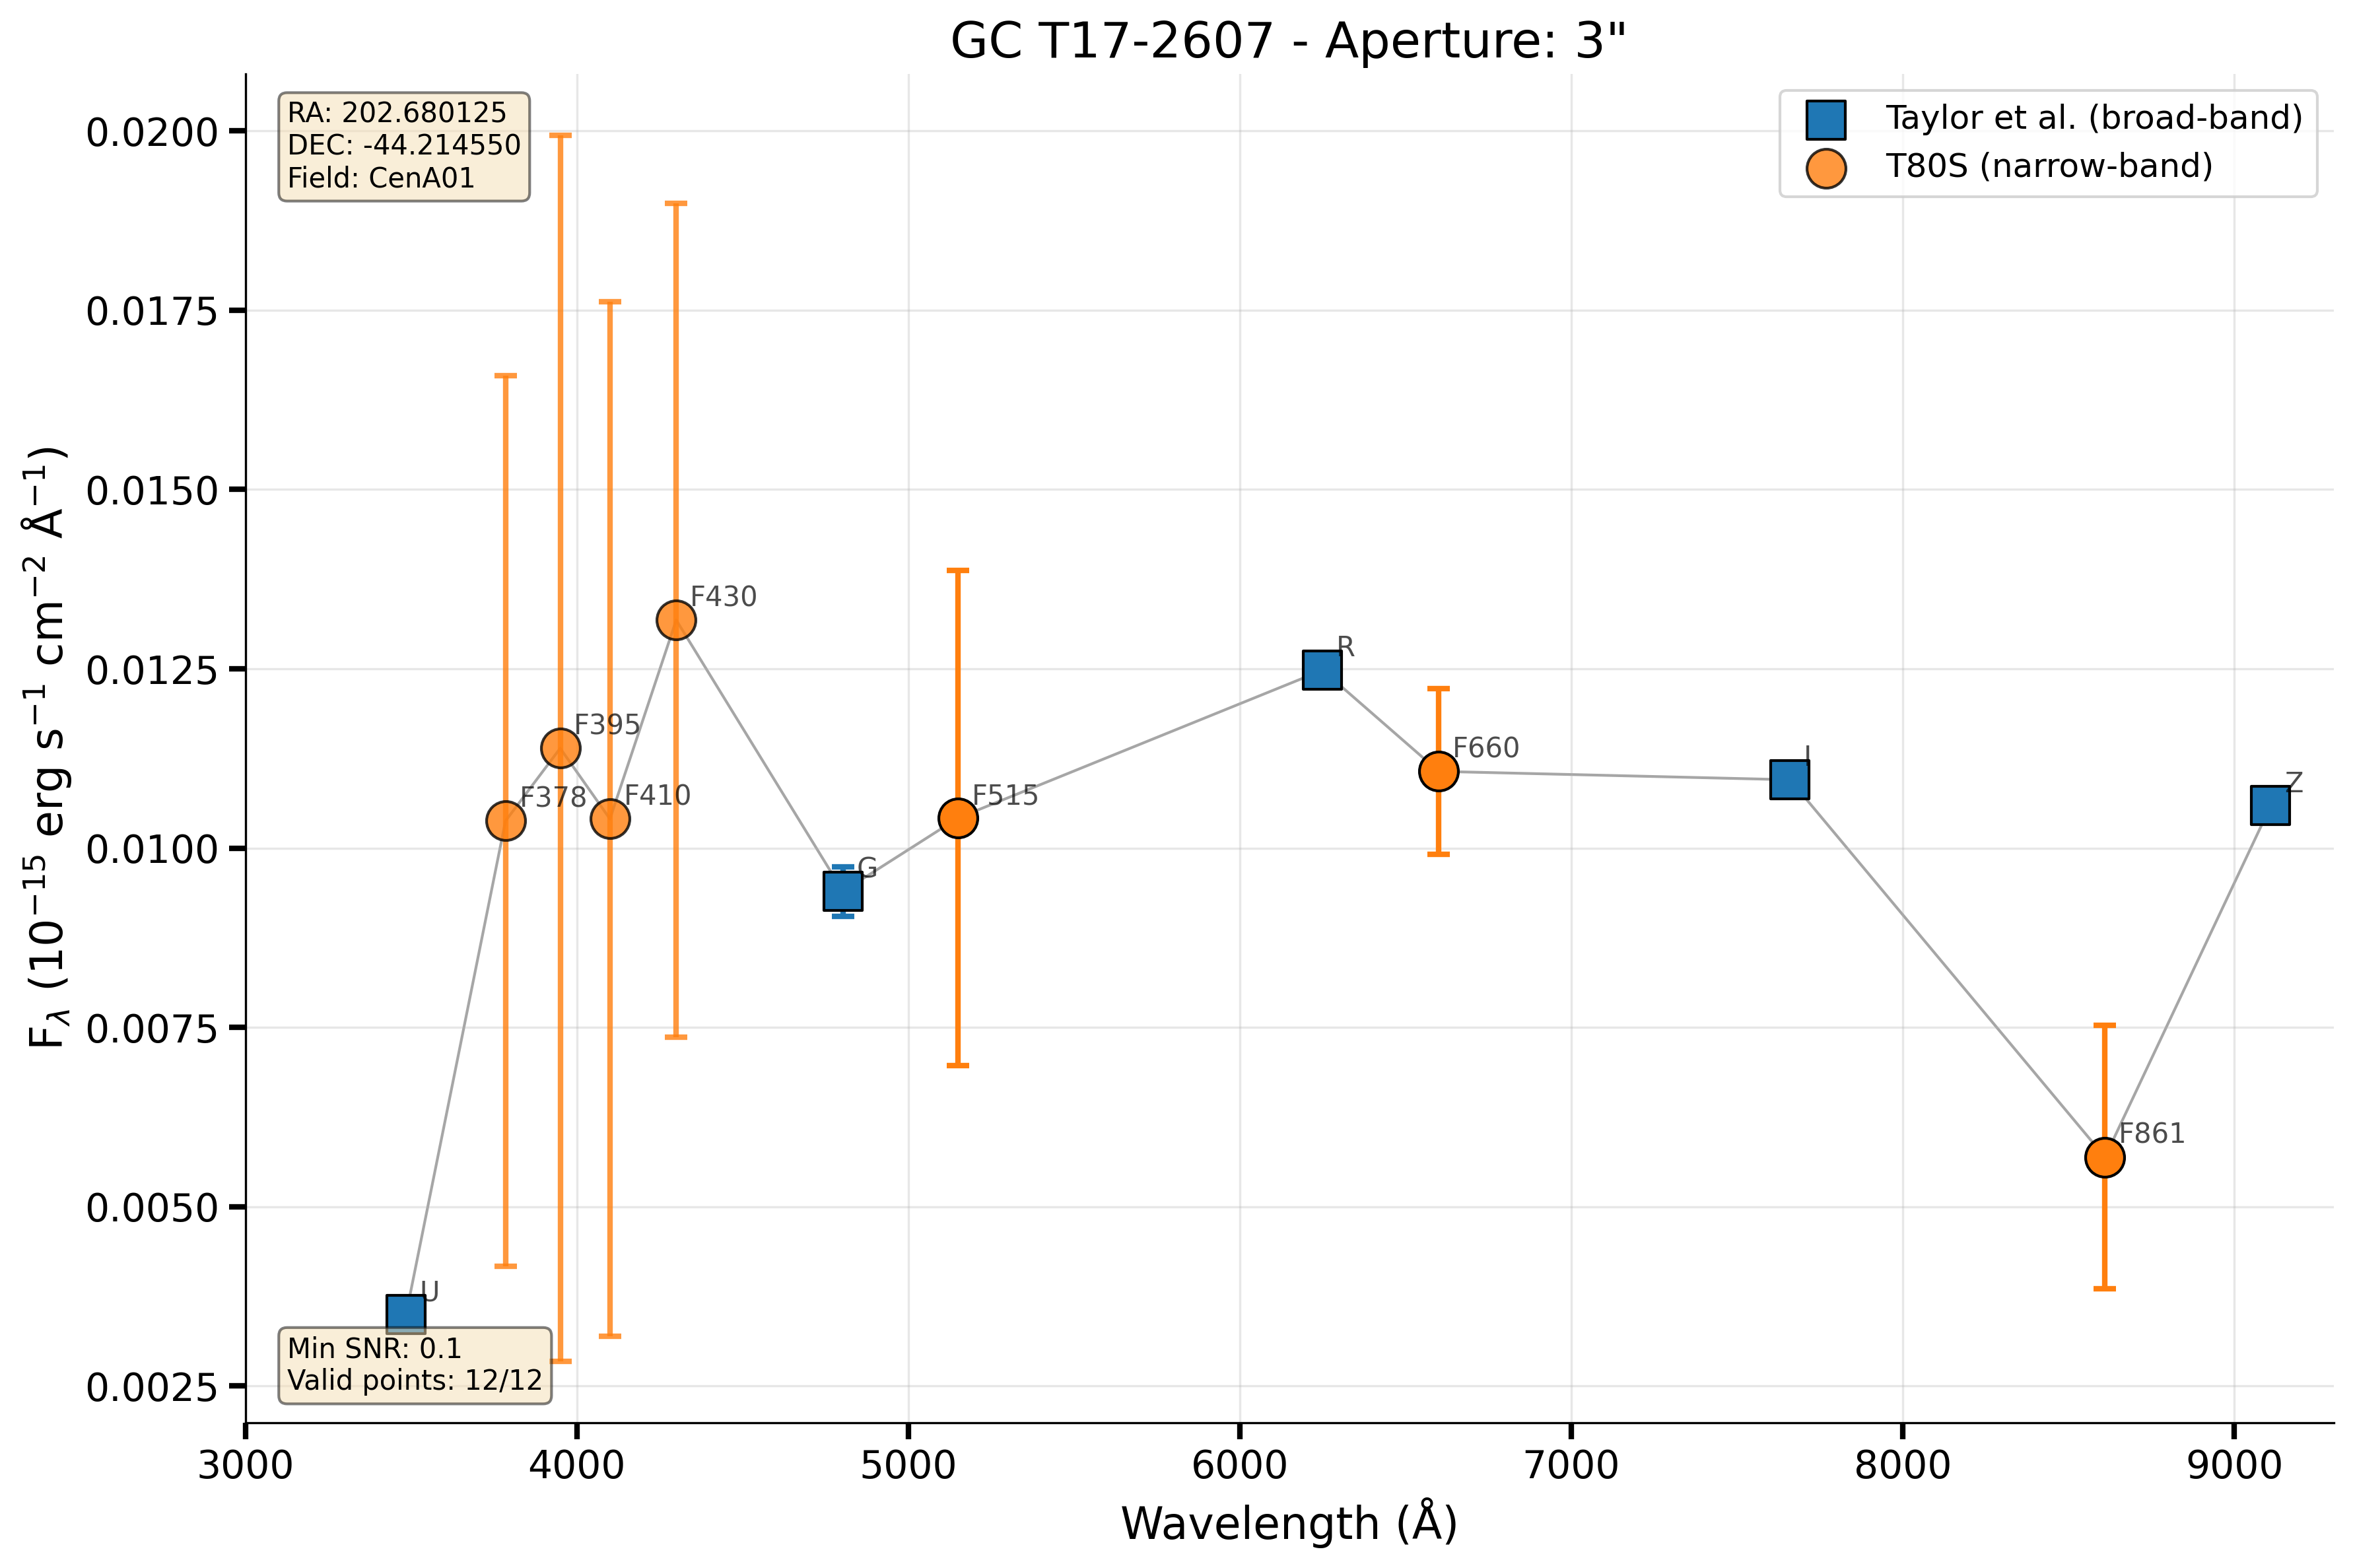 GC T17-2607 - Aperture: 3"
RA: 202.680125
DEC: -44.214550
Field: CenA01
Taylor et al. (broad-band)
T80S (narrow-band)
0.0200
0.0175
0.0150
0.0125
0.0100
0.0075
0.0050
0.0025
F_λ (10⁻¹⁵ erg s⁻¹ cm⁻² Å⁻¹)
U
F378
F395
F410
F430
G
F515
R
F660
I
F861
Z
Min SNR: 0.1
Valid points: 12/12
3000 4000 5000 6000 7000 8000 9000
Wavelength (Å)